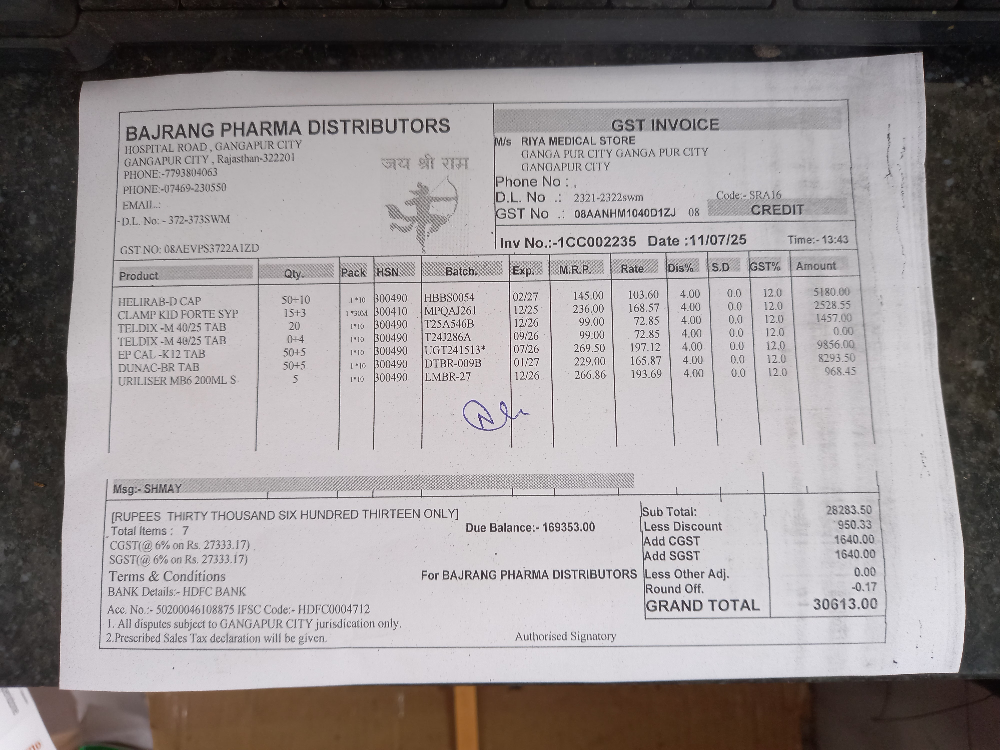 BAJRANG PHARMA DISTRIBUTORS
HOSPITAL ROAD , GANGAPUR CITY
GANGAPUR CITY , Rajasthan-322201
PHONE:-7793804063
PHONE:-07469-230550
EMAIL..:
D.L. No: - 372-373SWM
GST NO: 08AEVPS3722A1ZD
जय श्री राम
GST INVOICE
M/s RIYA MEDICAL STORE
GANGA PUR CITY GANGA PUR CITY
GANGAPUR CITY
Phone No : ,
D.L. No .: 2321-2322swm Code:- SRA16
GST No .: 08AANHM1040D1ZJ 08 CREDIT
Inv No.:-1CC002235 Date :11/07/25 Time:- 13:43
Product Qty. Pack HSN Batch. Exp. M.R.P. Rate Dis% S.D GST% Amount
HELIRAB-D CAP 50+10 1*10 300490 HBBS0054 02/27 145.00 103.60 4.00 0.0 12.0 5180.00
CLAMP KID FORTE SYP 15+3 300410 MPQAJ261 12/25 236.00 168.57 4.00 0.0 12.0 2528.55
TELDIX -M 40/25 TAB 20 1*10 300490 T25A546B 12/26 99.00 72.85 4.00 0.0 12.0 1457.00
TELDIX -M 40/25 TAB 0+4 1*10 300490 T24J286A 09/26 99.00 72.85 4.00 0.0 12.0 0.00
EP CAL -K12 TAB 50+5 1*10 300490 UGT241513* 07/26 269.50 197.12 4.00 0.0 12.0 9856.00
DUNAC-BR TAB 50+5 1*10 300490 DTBR-009B 01/27 229.00 165.87 4.00 0.0 12.0 8293.50
URILISER MB6 200ML S 5 1*10 300490 LMBR-27 12/26 266.86 193.69 4.00 0.0 12.0 968.45
Msg:- SHMAY
[RUPEES THIRTY THOUSAND SIX HUNDRED THIRTEEN ONLY]
Total Items : 7 Due Balance:- 169353.00
CGST(@ 6% on Rs. 27333.17)
SGST(@ 6% on Rs. 27333.17)
Terms & Conditions For BAJRANG PHARMA DISTRIBUTORS
BANK Details:- HDFC BANK
Acc. No.:- 50200046108875 IFSC Code:- HDFC0004712
1. All disputes subject to GANGAPUR CITY jurisdication only.
2.Prescribed Sales Tax declaration will be given. Authorised Signatory
Sub Total: 28283.50
Less Discount 950.33
Add CGST 1640.00
Add SGST 1640.00
Less Other Adj. 0.00
Round Off. -0.17
GRAND TOTAL 30613.00